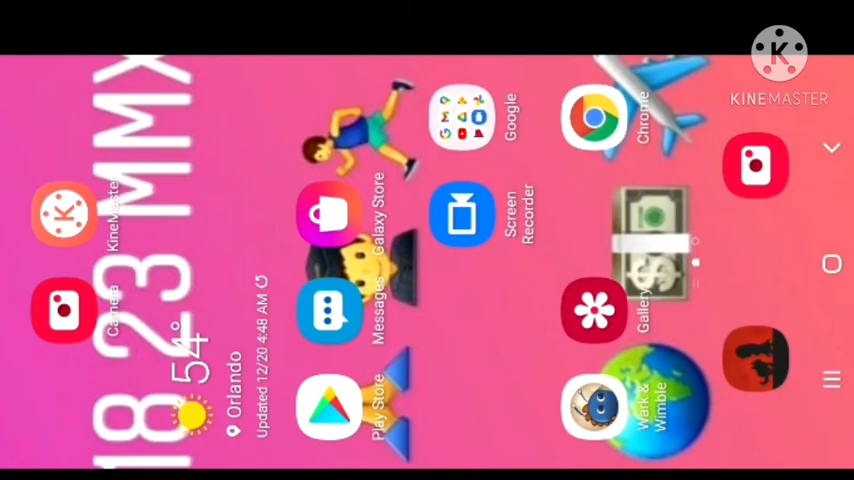 18 23 MMX
54°
Orlando
Updated 12/20 4:48 AM
Camera
KineMaster
Play Store
Messages
Galaxy Store
Screen
Recorder
Google
Wark &
Wimble
Gallery
Chrome
KINEMASTER